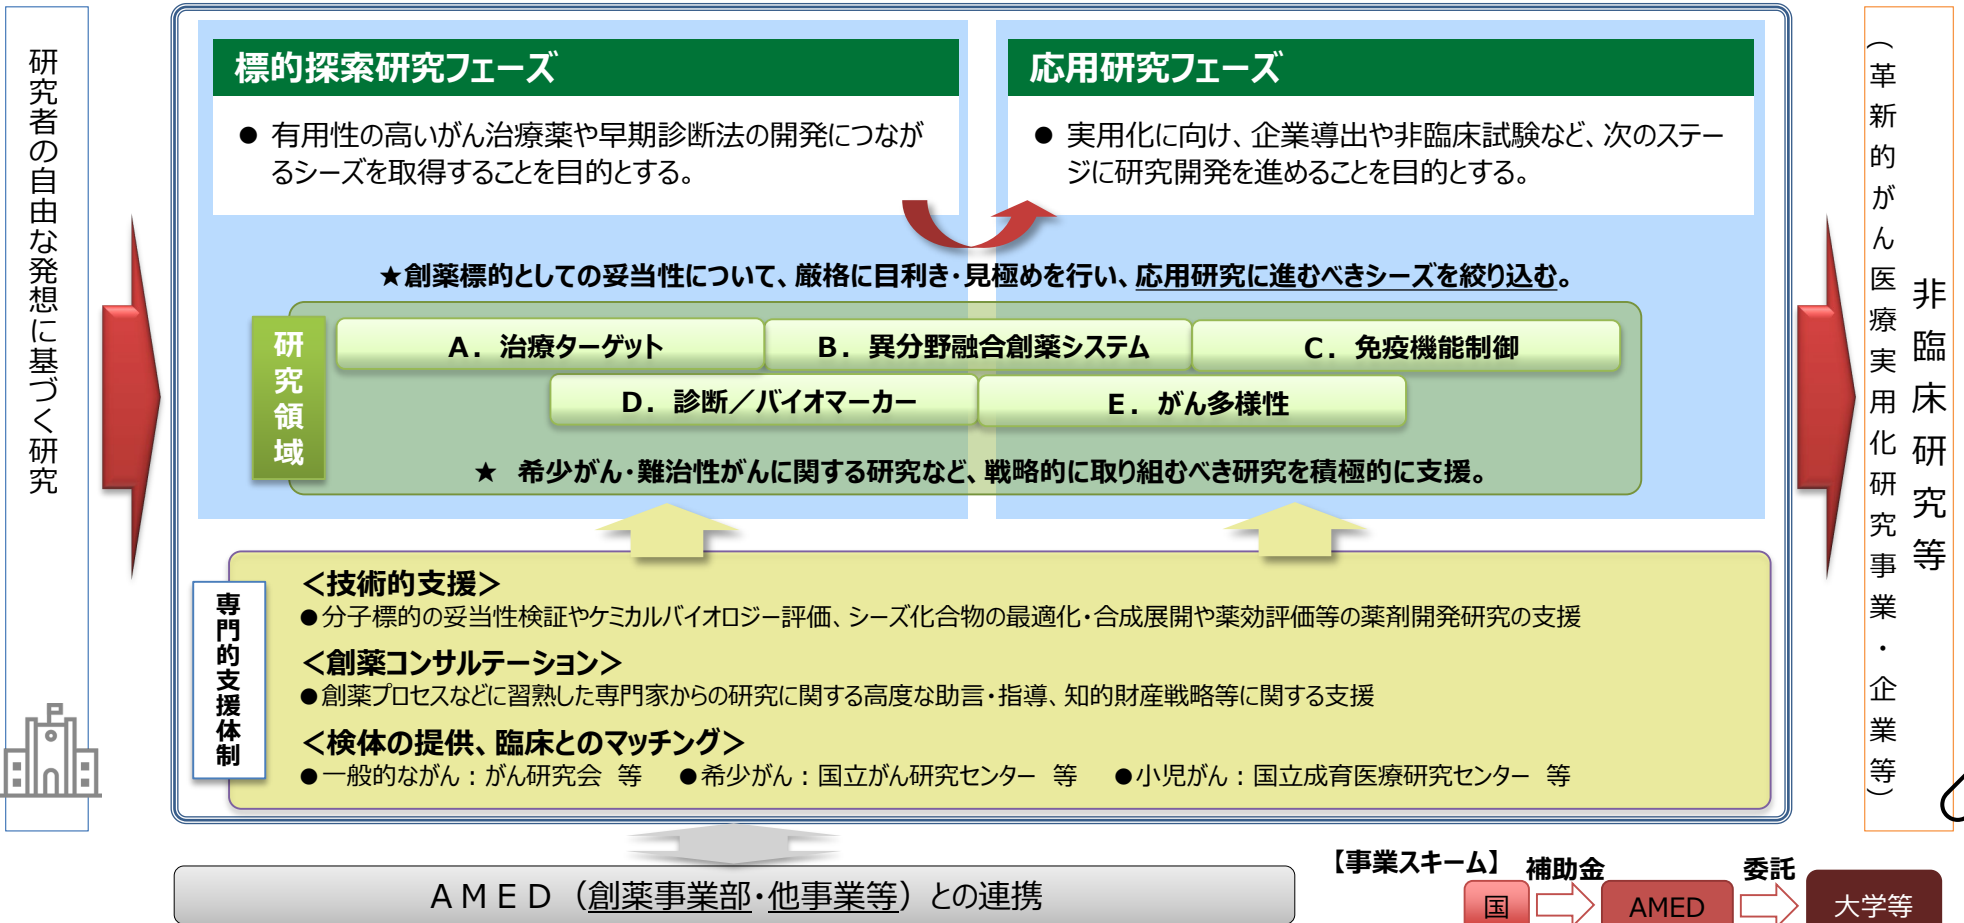 研究者の自由な発想に基づく研究
標的探索研究フェーズ
● 有用性の高いがん治療薬や早期診断法の開発につなが
るシーズを取得することを目的とする。
応用研究フェーズ
● 実用化に向け、企業導出や非臨床試験など、次のステー
ジに研究開発を進めることを目的とする。
★創薬標的としての妥当性について、厳格に目利き・見極めを行い、応用研究に進むべきシーズを絞り込む。
研究領域
A．治療ターゲット
B．異分野融合創薬システム
C．免疫機能制御
D．診断／バイオマーカー
E．がん多様性
★ 希少がん・難治性がんに関する研究など、戦略的に取り組むべき研究を積極的に支援。
専門的支援体制
＜技術的支援＞
●分子標的の妥当性検証やケミカルバイオロジー評価、シーズ化合物の最適化・合成展開や薬効評価等の薬剤開発研究の支援
＜創薬コンサルテーション＞
●創薬プロセスなどに習熟した専門家からの研究に関する高度な助言・指導、知的財産戦略等に関する支援
＜検体の提供、臨床とのマッチング＞
●一般的ながん：がん研究会 等 ●希少がん：国立がん研究センター 等 ●小児がん：国立成育医療研究センター 等
非臨床研究等
（革新的がん医療実用化研究事業・企業等）
ＡＭＥＤ（創薬事業部・他事業等）との連携
【事業スキーム】
補助金
委託
国
AMED
大学等